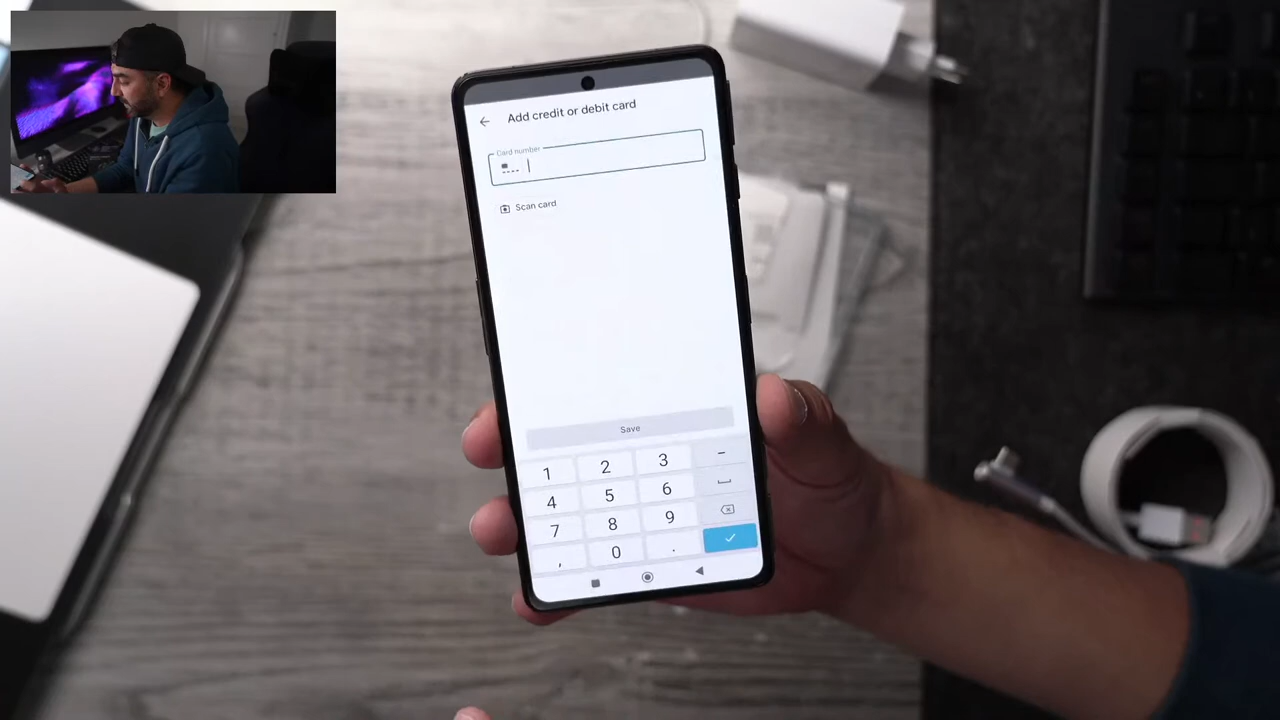 Add credit or debit card
Card number
Scan card
Save
1 2 3 -
4 5 6
7 8 9
, 0 .